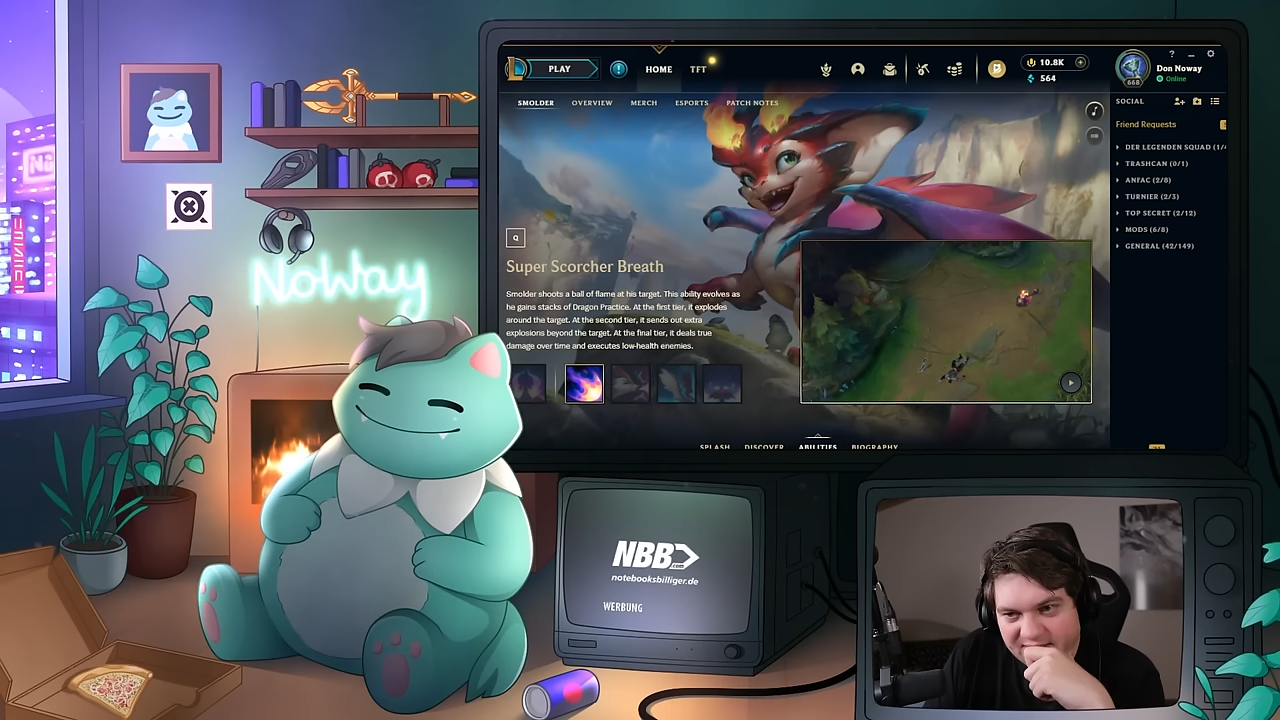 PLAY
HOME
TFT
10.8K
564
668
Don Noway
Online
SMOLDER
OVERVIEW
MERCH
ESPORTS
PATCH NOTES
SOCIAL
Friend Requests
DER LEGENDEN SQUAD (1/4
TRASHCAN (0/1)
ANFAC (2/8)
TURNIER (2/3)
TOP SECRET (2/12)
MODS (6/8)
GENERAL (42/149)
Q
Super Scorcher Breath
Smolder shoots a ball of flame at his target. This ability evolves as
he gains stacks of Dragon Practice. At the first tier, it explodes
around the target. At the second tier, it sends out extra
explosions beyond the target. At the final tier, it deals true
damage over time and executes low-health enemies.
SPLASH
DISCOVER
ABILITIES
BIOGRAPHY
NoWay
NBB
.com
notebooksbilliger.de
WERBUNG